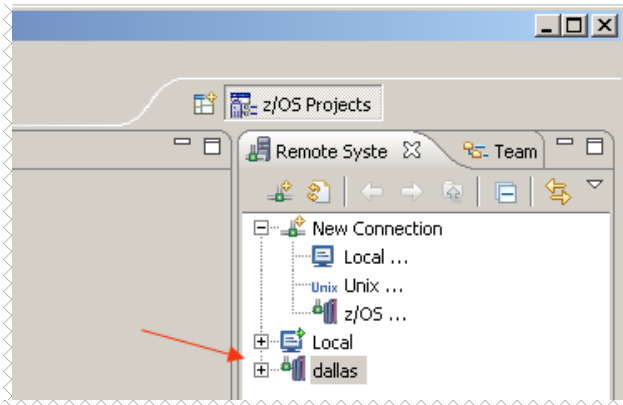 z/OS Projects
Remote Syste
Team
New Connection
Local ...
Unix Unix ...
z/OS ...
Local
dallas